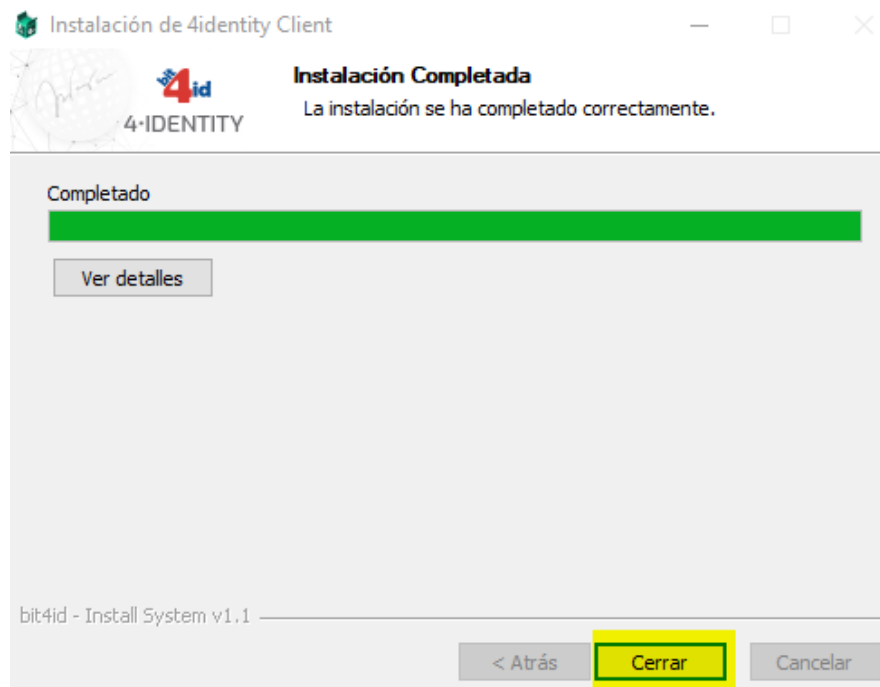 Instalación de 4identity Client
bit4id
4·IDENTITY
Instalación Completada
La instalación se ha completado correctamente.
Completado
Ver detalles
bit4id - Install System v1.1
< Atrás
Cerrar
Cancelar